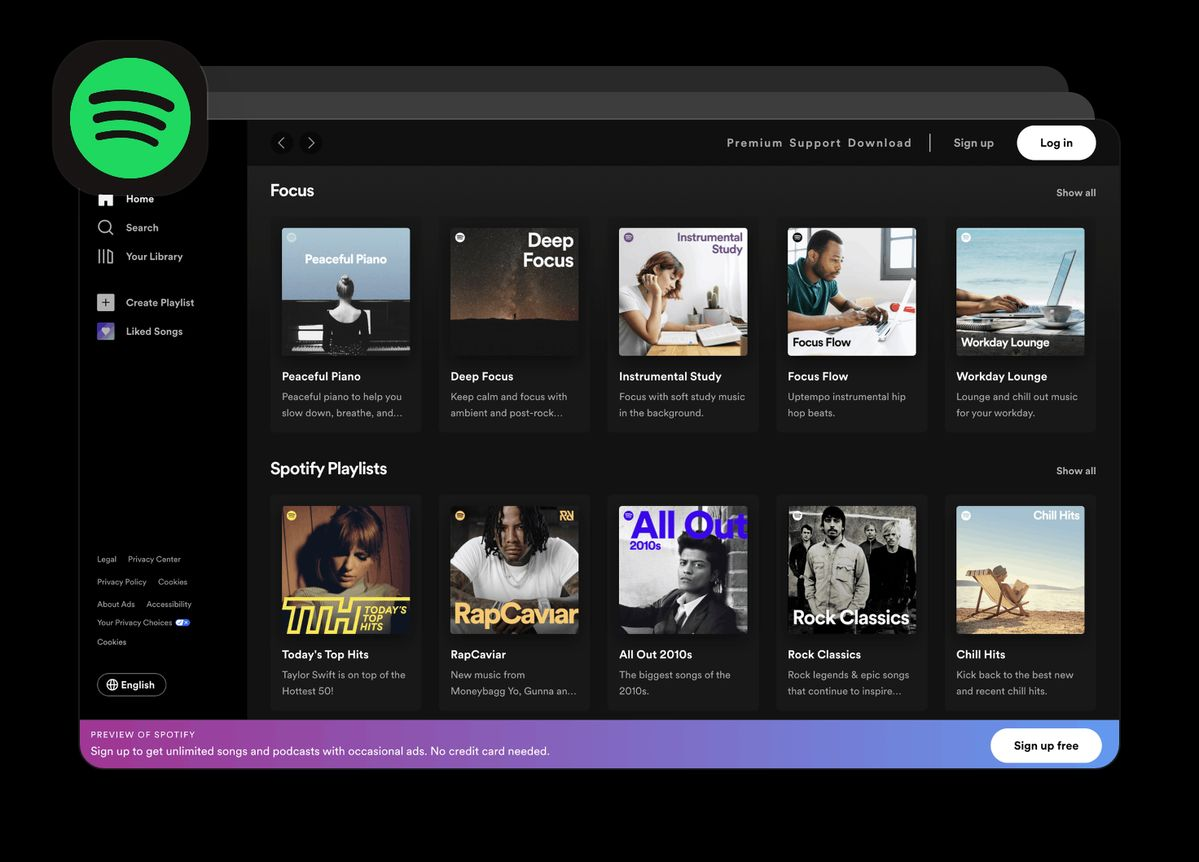 Premium Support Download
Sign up
Log in
Home
Search
Your Library
Create Playlist
Liked Songs
Legal Privacy Center
Privacy Policy Cookies
About Ads Accessibility
Your Privacy Choices
Cookies
English
Focus
Show all
Peaceful Piano
Deep
Focus
Instrumental
Study
Focus Flow
Workday Lounge
Peaceful Piano
Peaceful piano to help you
slow down, breathe, and...
Deep Focus
Keep calm and focus with
ambient and post-rock...
Instrumental Study
Focus with soft study music
in the background.
Focus Flow
Uptempo instrumental hip
hop beats.
Workday Lounge
Lounge and chill out music
for your workday.
Spotify Playlists
Show all
TTH TODAY'S
TOP
HITS
RapCaviar
All Out
2010s
Rock Classics
Chill Hits
Today's Top Hits
Taylor Swift is on top of the
Hottest 50!
RapCaviar
New music from
Moneybagg Yo, Gunna an...
All Out 2010s
The biggest songs of the
2010s.
Rock Classics
Rock legends & epic songs
that continue to inspire...
Chill Hits
Kick back to the best new
and recent chill hits.
PREVIEW OF SPOTIFY
Sign up to get unlimited songs and podcasts with occasional ads. No credit card needed.
Sign up free